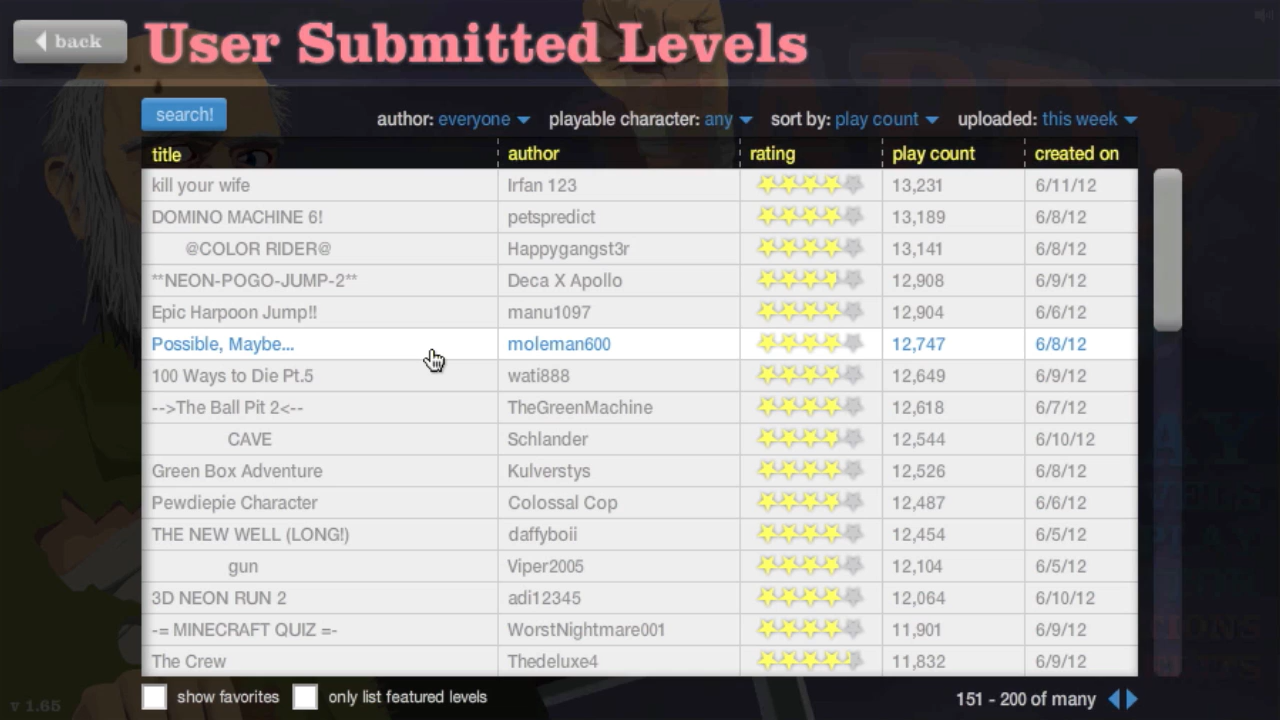 back
User Submitted Levels
search!
author: everyone playable character: any sort by: play count uploaded: this week
title author rating play count created on
kill your wife Irfan 123 13,231 6/11/12
DOMINO MACHINE 6! petspredict 13,189 6/8/12
@COLOR RIDER@ Happygangst3r 13,141 6/8/12
**NEON-POGO-JUMP-2** Deca X Apollo 12,908 6/9/12
Epic Harpoon Jump!! manu1097 12,904 6/6/12
Possible, Maybe... moleman600 12,747 6/8/12
100 Ways to Die Pt.5 wati888 12,649 6/9/12
-->The Ball Pit 2<-- TheGreenMachine 12,618 6/7/12
CAVE Schlander 12,544 6/10/12
Green Box Adventure Kulverstys 12,526 6/8/12
Pewdiepie Character Colossal Cop 12,487 6/6/12
THE NEW WELL (LONG!) daffyboii 12,454 6/5/12
gun Viper2005 12,104 6/5/12
3D NEON RUN 2 adi12345 12,064 6/10/12
-= MINECRAFT QUIZ =- WorstNightmare001 11,901 6/9/12
The Crew Thedeluxe4 11,832 6/9/12
show favorites only list featured levels 151 - 200 of many
v 1.65